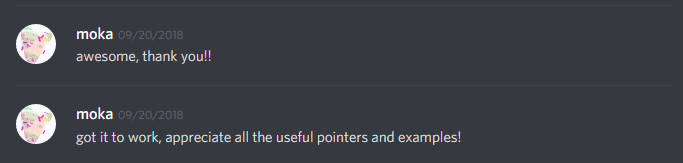 moka 09/20/2018
awesome, thank you!!
moka 09/20/2018
got it to work, appreciate all the useful pointers and examples!